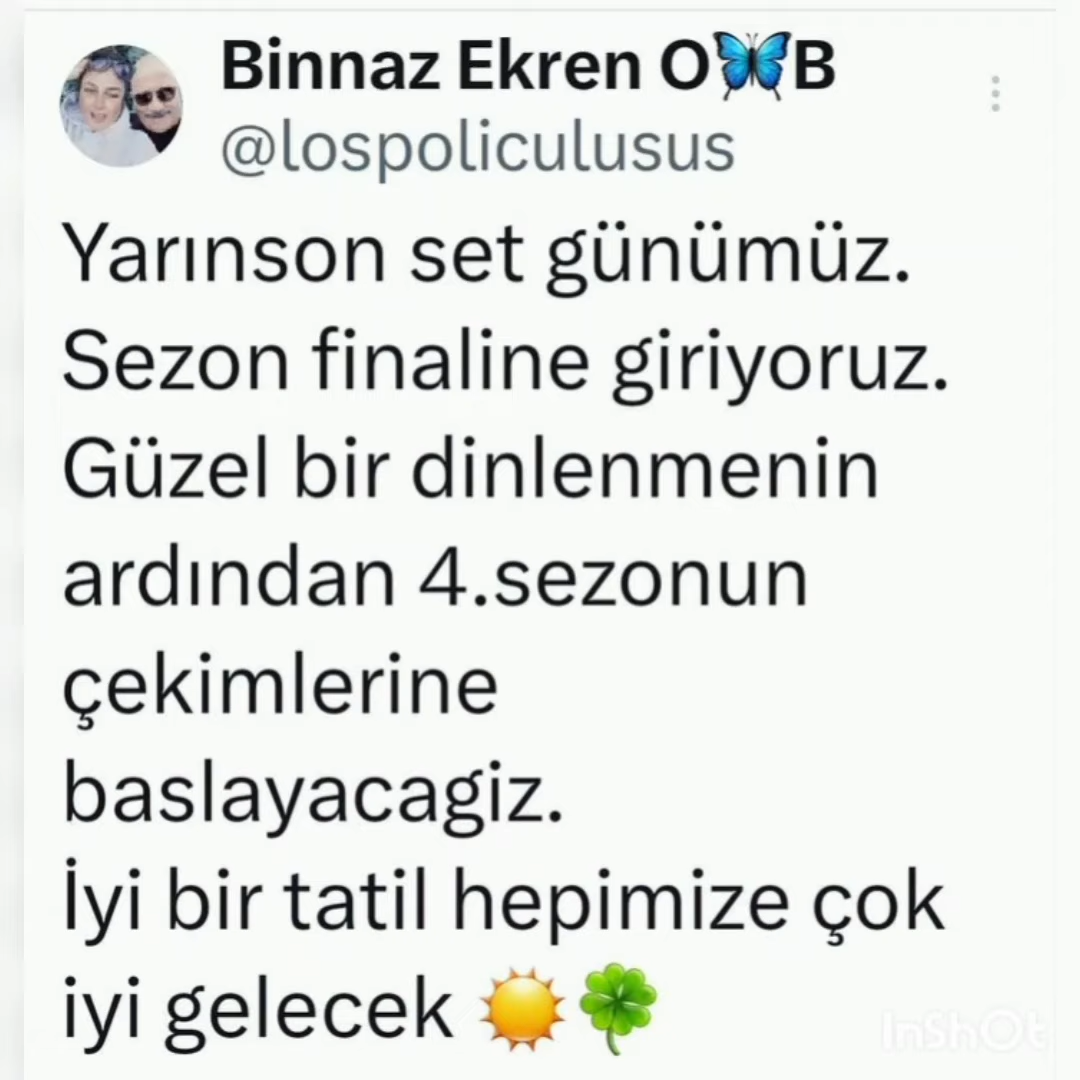 Binnaz Ekren O🦋B
@lospoliculusus
Yarınson set günümüz.
Sezon finaline giriyoruz.
Güzel bir dinlenmenin
ardından 4.sezonun
çekimlerine
baslayacagiz.
İyi bir tatil hepimize çok
iyi gelecek ☀️🍀
InShOt